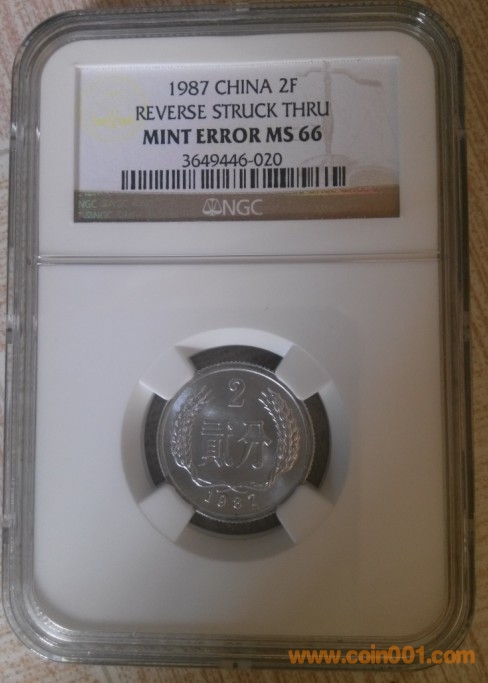 1987 CHINA 2F
REVERSE STRUCK THRU
MINT ERROR MS 66
3649446-020
NGC
2
貳分
1987
www.coin001.com